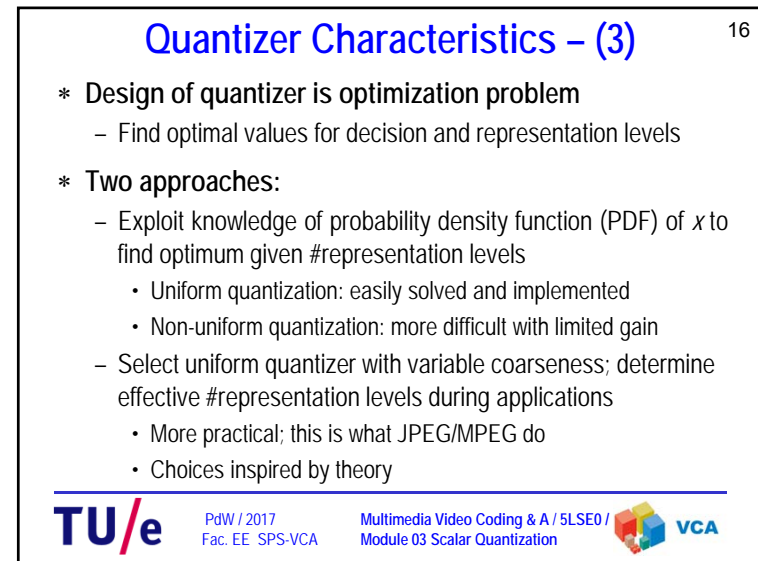 Quantizer Characteristics – (3)
16
∗ Design of quantizer is optimization problem
– Find optimal values for decision and representation levels
∗ Two approaches:
– Exploit knowledge of probability density function (PDF) of x to
find optimum given #representation levels
• Uniform quantization: easily solved and implemented
• Non-uniform quantization: more difficult with limited gain
– Select uniform quantizer with variable coarseness; determine
effective #representation levels during applications
• More practical; this is what JPEG/MPEG do
• Choices inspired by theory
TU/e
PdW / 2017
Fac. EE SPS-VCA
Multimedia Video Coding & A / 5LSE0 /
Module 03 Scalar Quantization
VCA